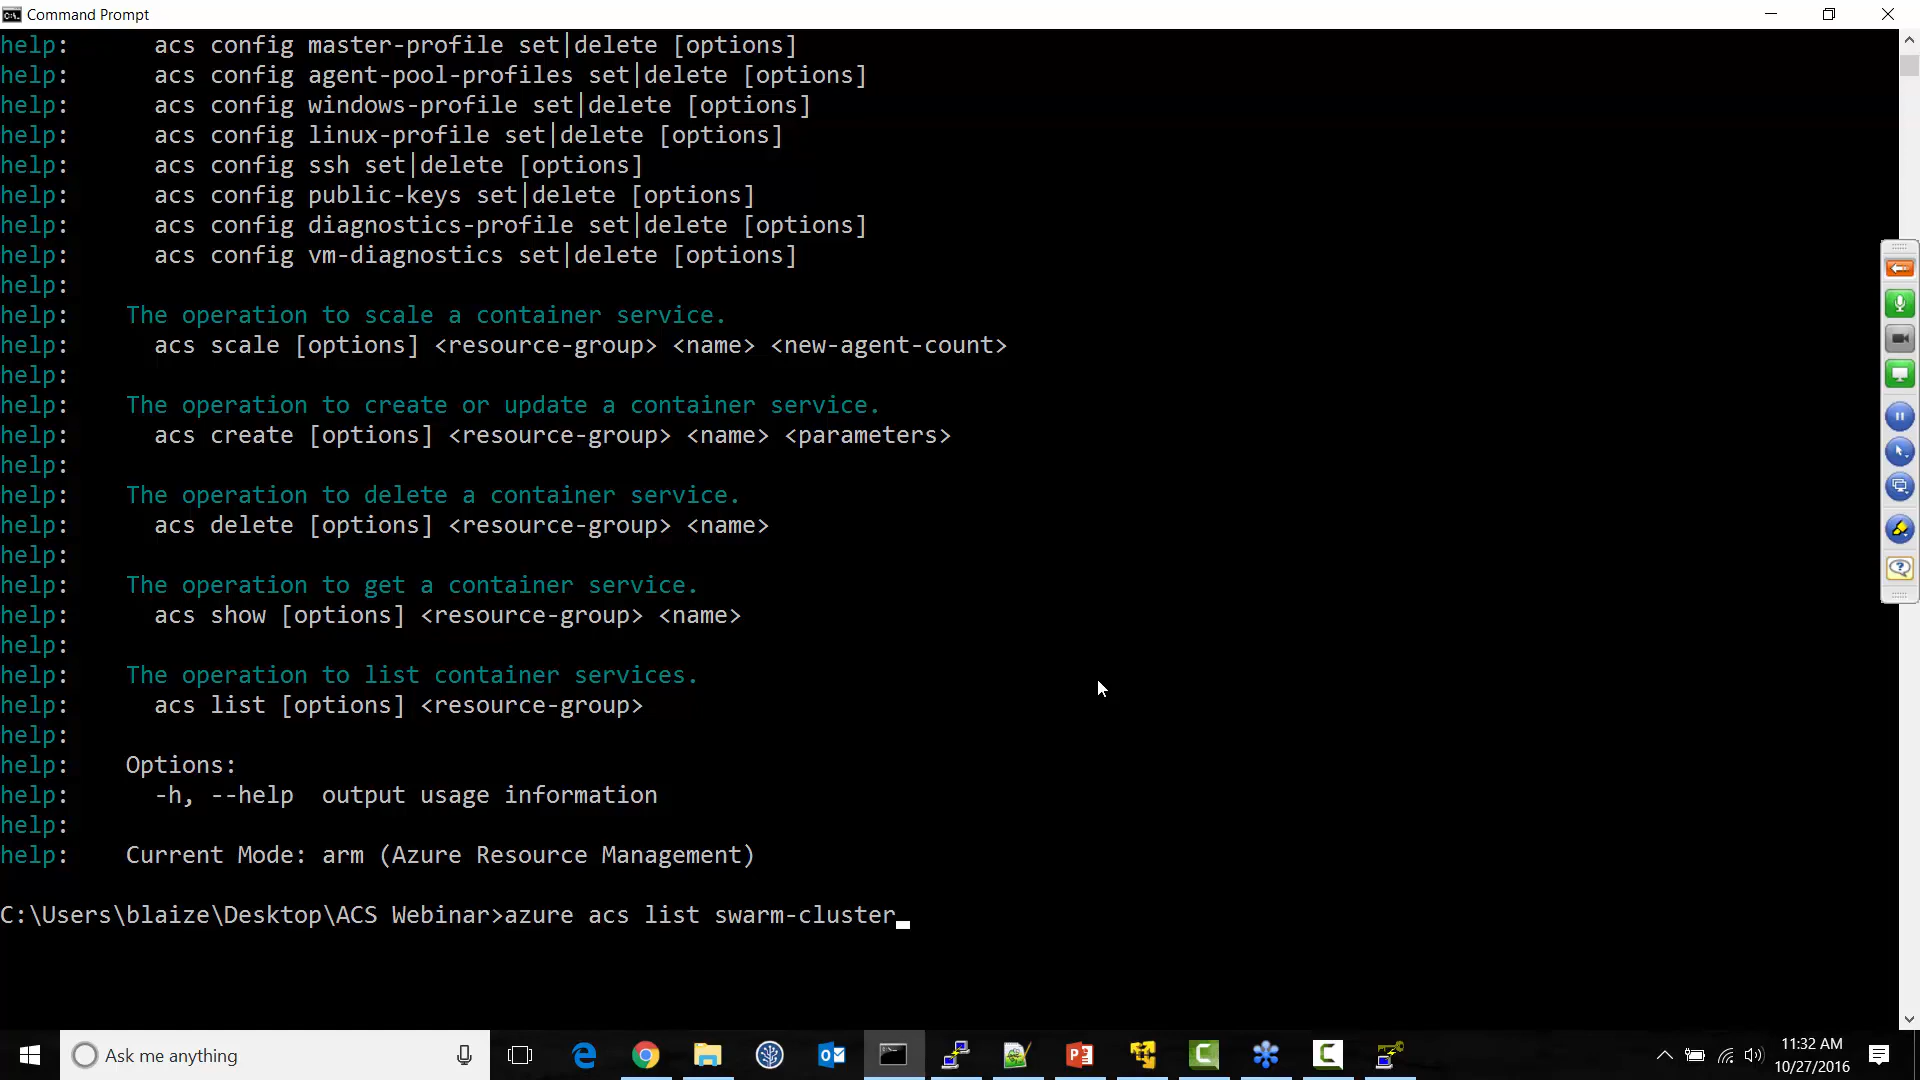 Command Prompt
help:      acs config master-profile set|delete [options]
help:      acs config agent-pool-profiles set|delete [options]
help:      acs config windows-profile set|delete [options]
help:      acs config linux-profile set|delete [options]
help:      acs config ssh set|delete [options]
help:      acs config public-keys set|delete [options]
help:      acs config diagnostics-profile set|delete [options]
help:      acs config vm-diagnostics set|delete [options]
help:
help:    The operation to scale a container service.
help:      acs scale [options] <resource-group> <name> <new-agent-count>
help:
help:    The operation to create or update a container service.
help:      acs create [options] <resource-group> <name> <parameters>
help:
help:    The operation to delete a container service.
help:      acs delete [options] <resource-group> <name>
help:
help:    The operation to get a container service.
help:      acs show [options] <resource-group> <name>
help:
help:    The operation to list container services.
help:      acs list [options] <resource-group>
help:
help:    Options:
help:      -h, --help  output usage information
help:
help:    Current Mode: arm (Azure Resource Management)
C:\Users\blaize\Desktop\ACS Webinar>azure acs list swarm-cluster
Ask me anything
11:32 AM
10/27/2016